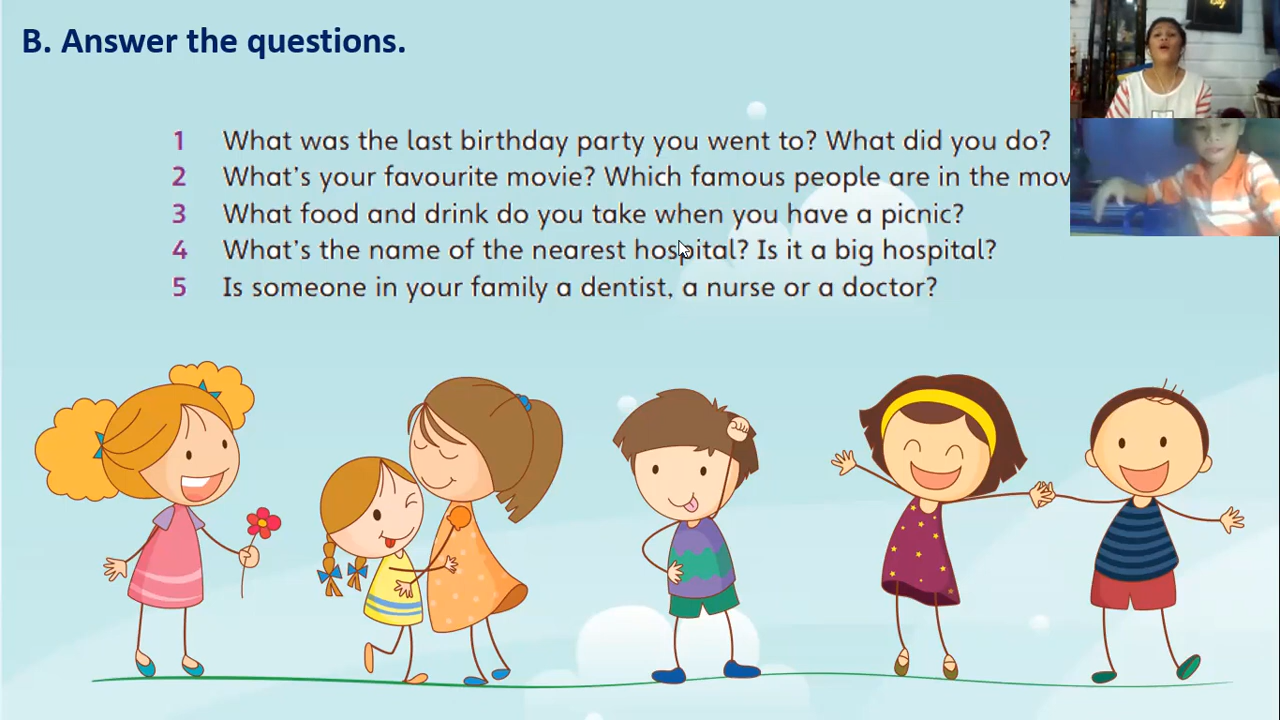 B. Answer the questions.
1 What was the last birthday party you went to? What did you do?
2 What's your favourite movie? Which famous people are in the mov
3 What food and drink do you take when you have a picnic?
4 What's the name of the nearest hospital? Is it a big hospital?
5 Is someone in your family a dentist, a nurse or a doctor?